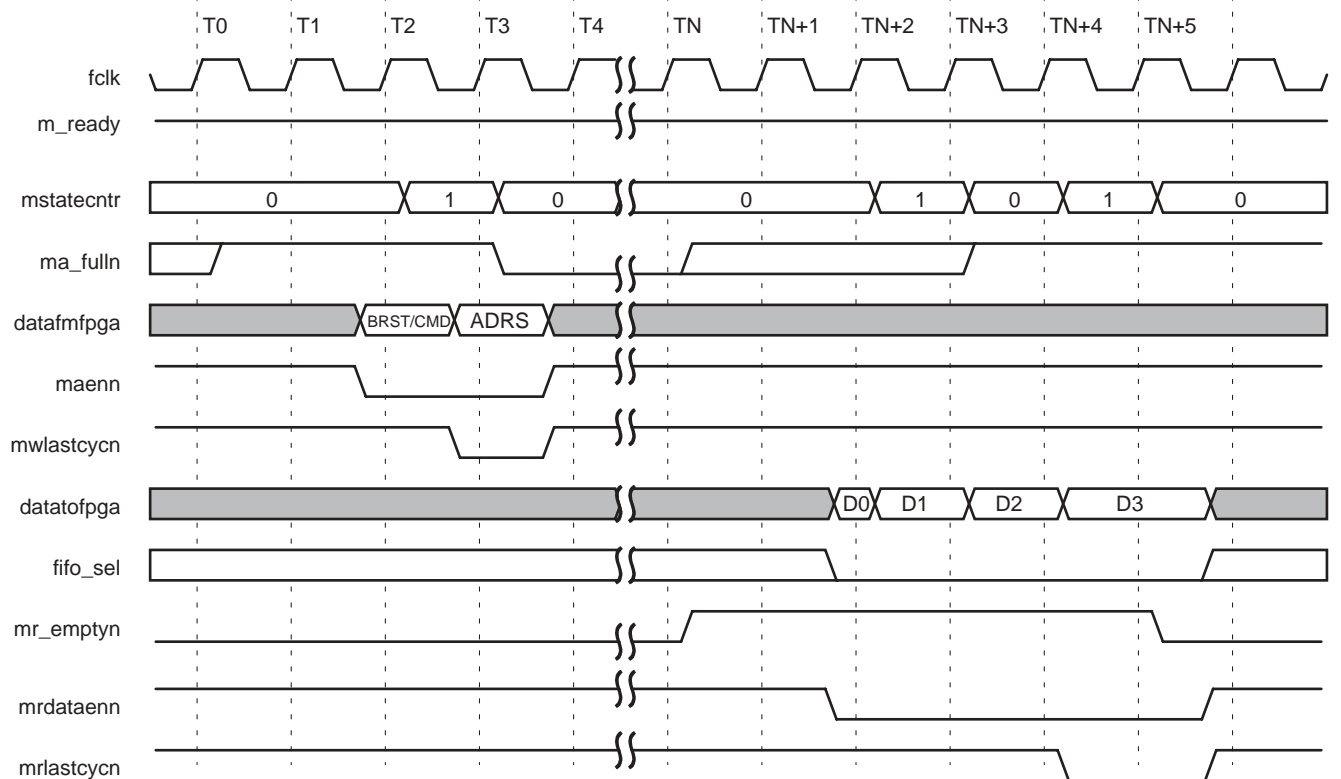 T0 T1 T2 T3 T4 TN TN+1 TN+2 TN+3 TN+4 TN+5
fclk
m_ready
mstatecntr 0 1 0 0 1 0 1 0
ma_fulln
datafmfpga BRST/CMD ADRS
maenn
mwlastcycn
datatofpga D0 D1 D2 D3
fifo_sel
mr_emptyn
mrdataenn
mrlastcycn